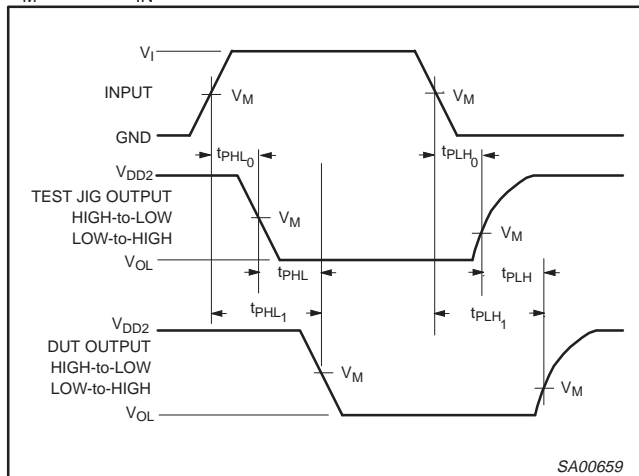 M IN
V_I
INPUT
V_M V_M
GND
t_PHL0 t_PLH0
V_DD2
TEST JIG OUTPUT
HIGH-to-LOW
LOW-to-HIGH
V_M V_M
V_OL
t_PHL t_PLH
t_PHL1 t_PLH1
V_DD2
DUT OUTPUT
HIGH-to-LOW
LOW-to-HIGH
V_M V_M
V_OL
SA00659